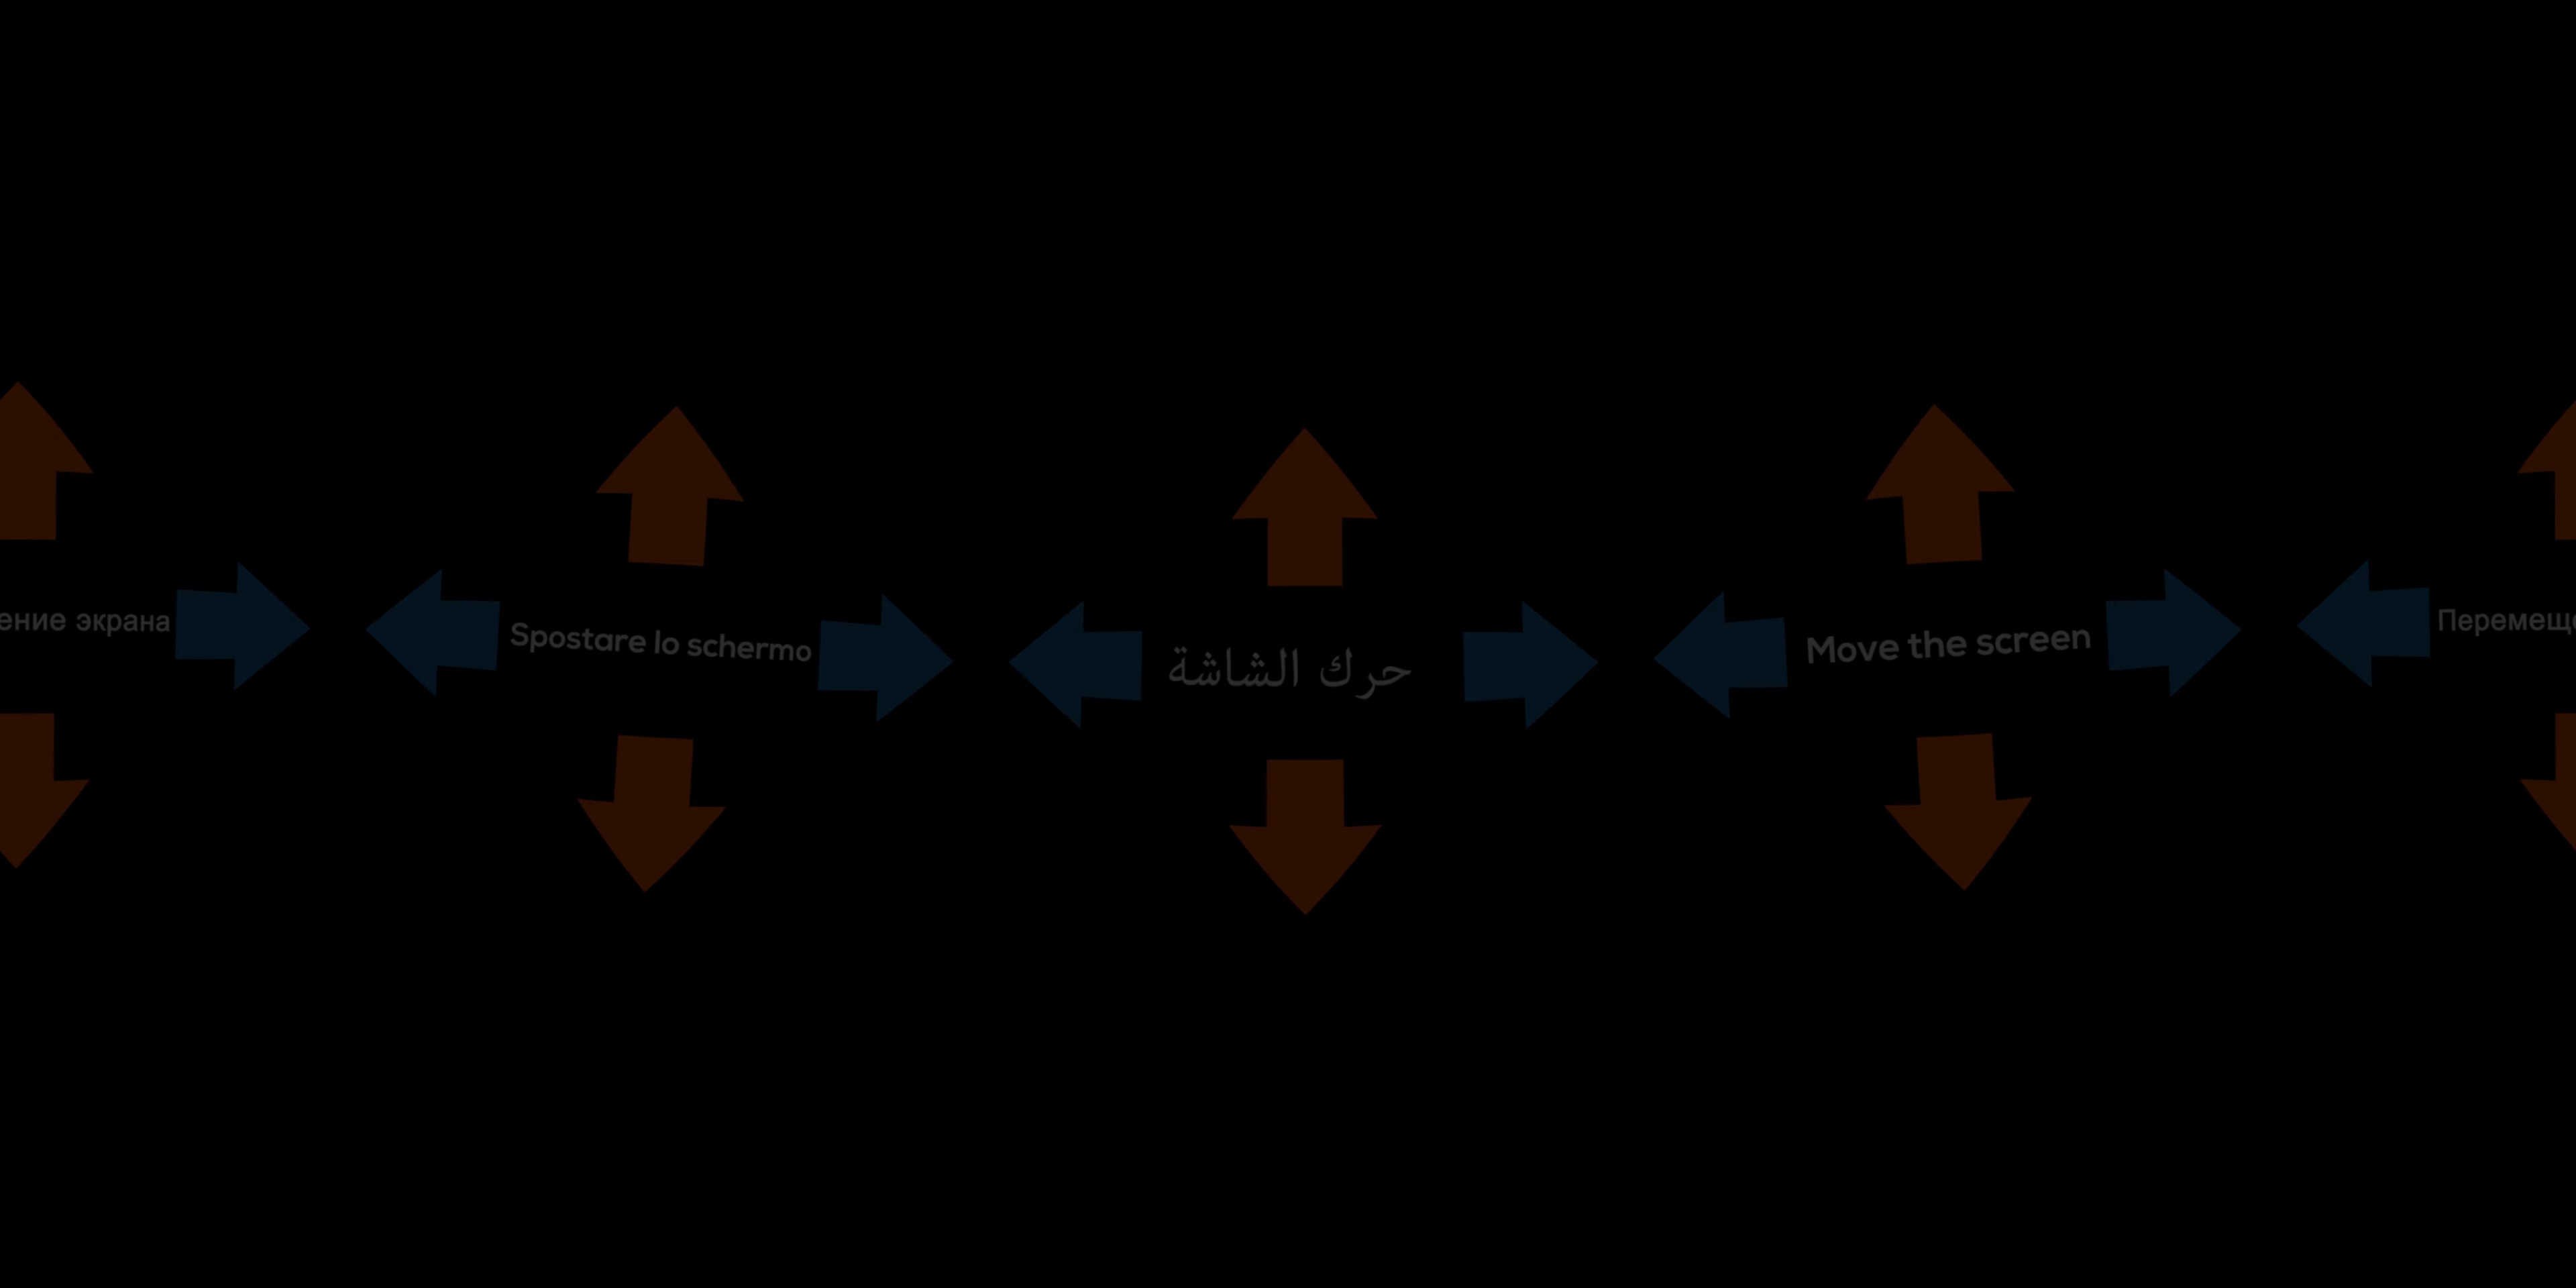 ение экрана
Spostare lo schermo
حرك الشاشة
Move the screen
Перемещ